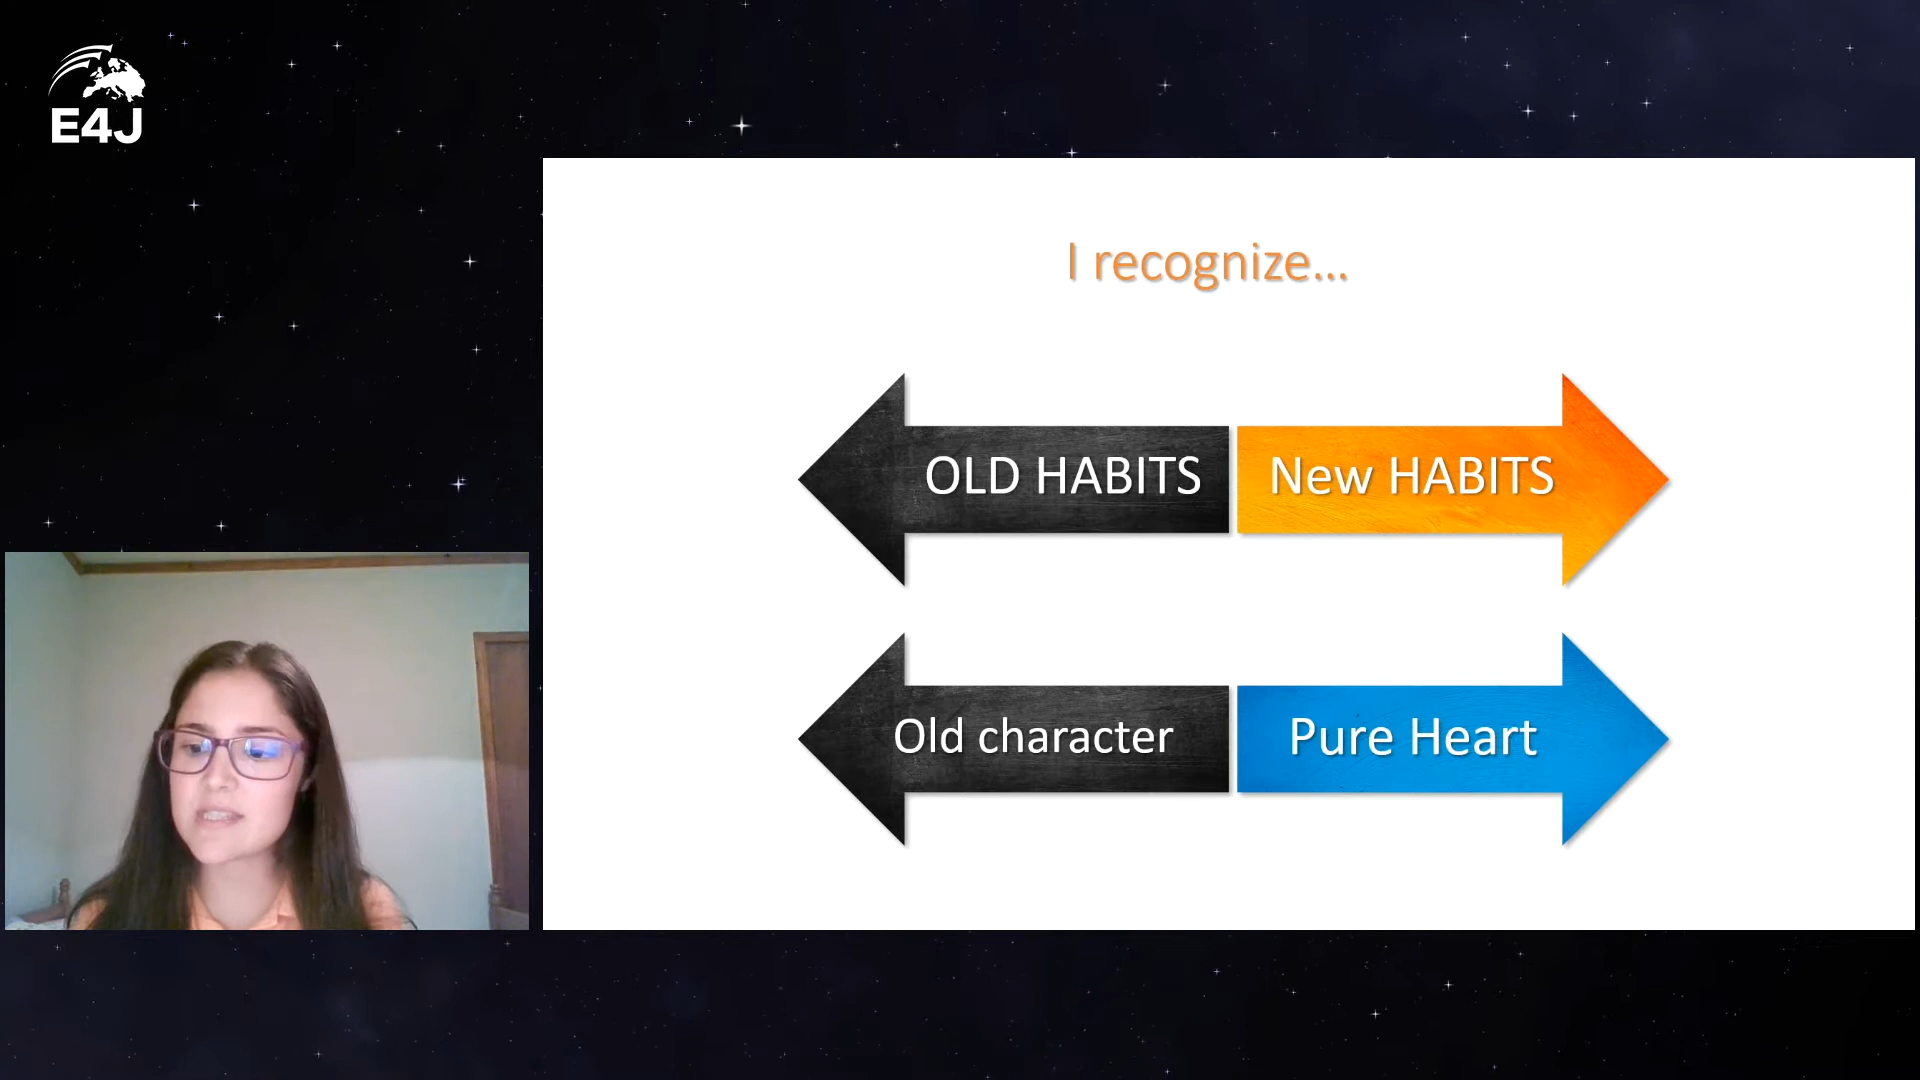 E4J
I recognize...
OLD HABITS
New HABITS
Old character
Pure Heart